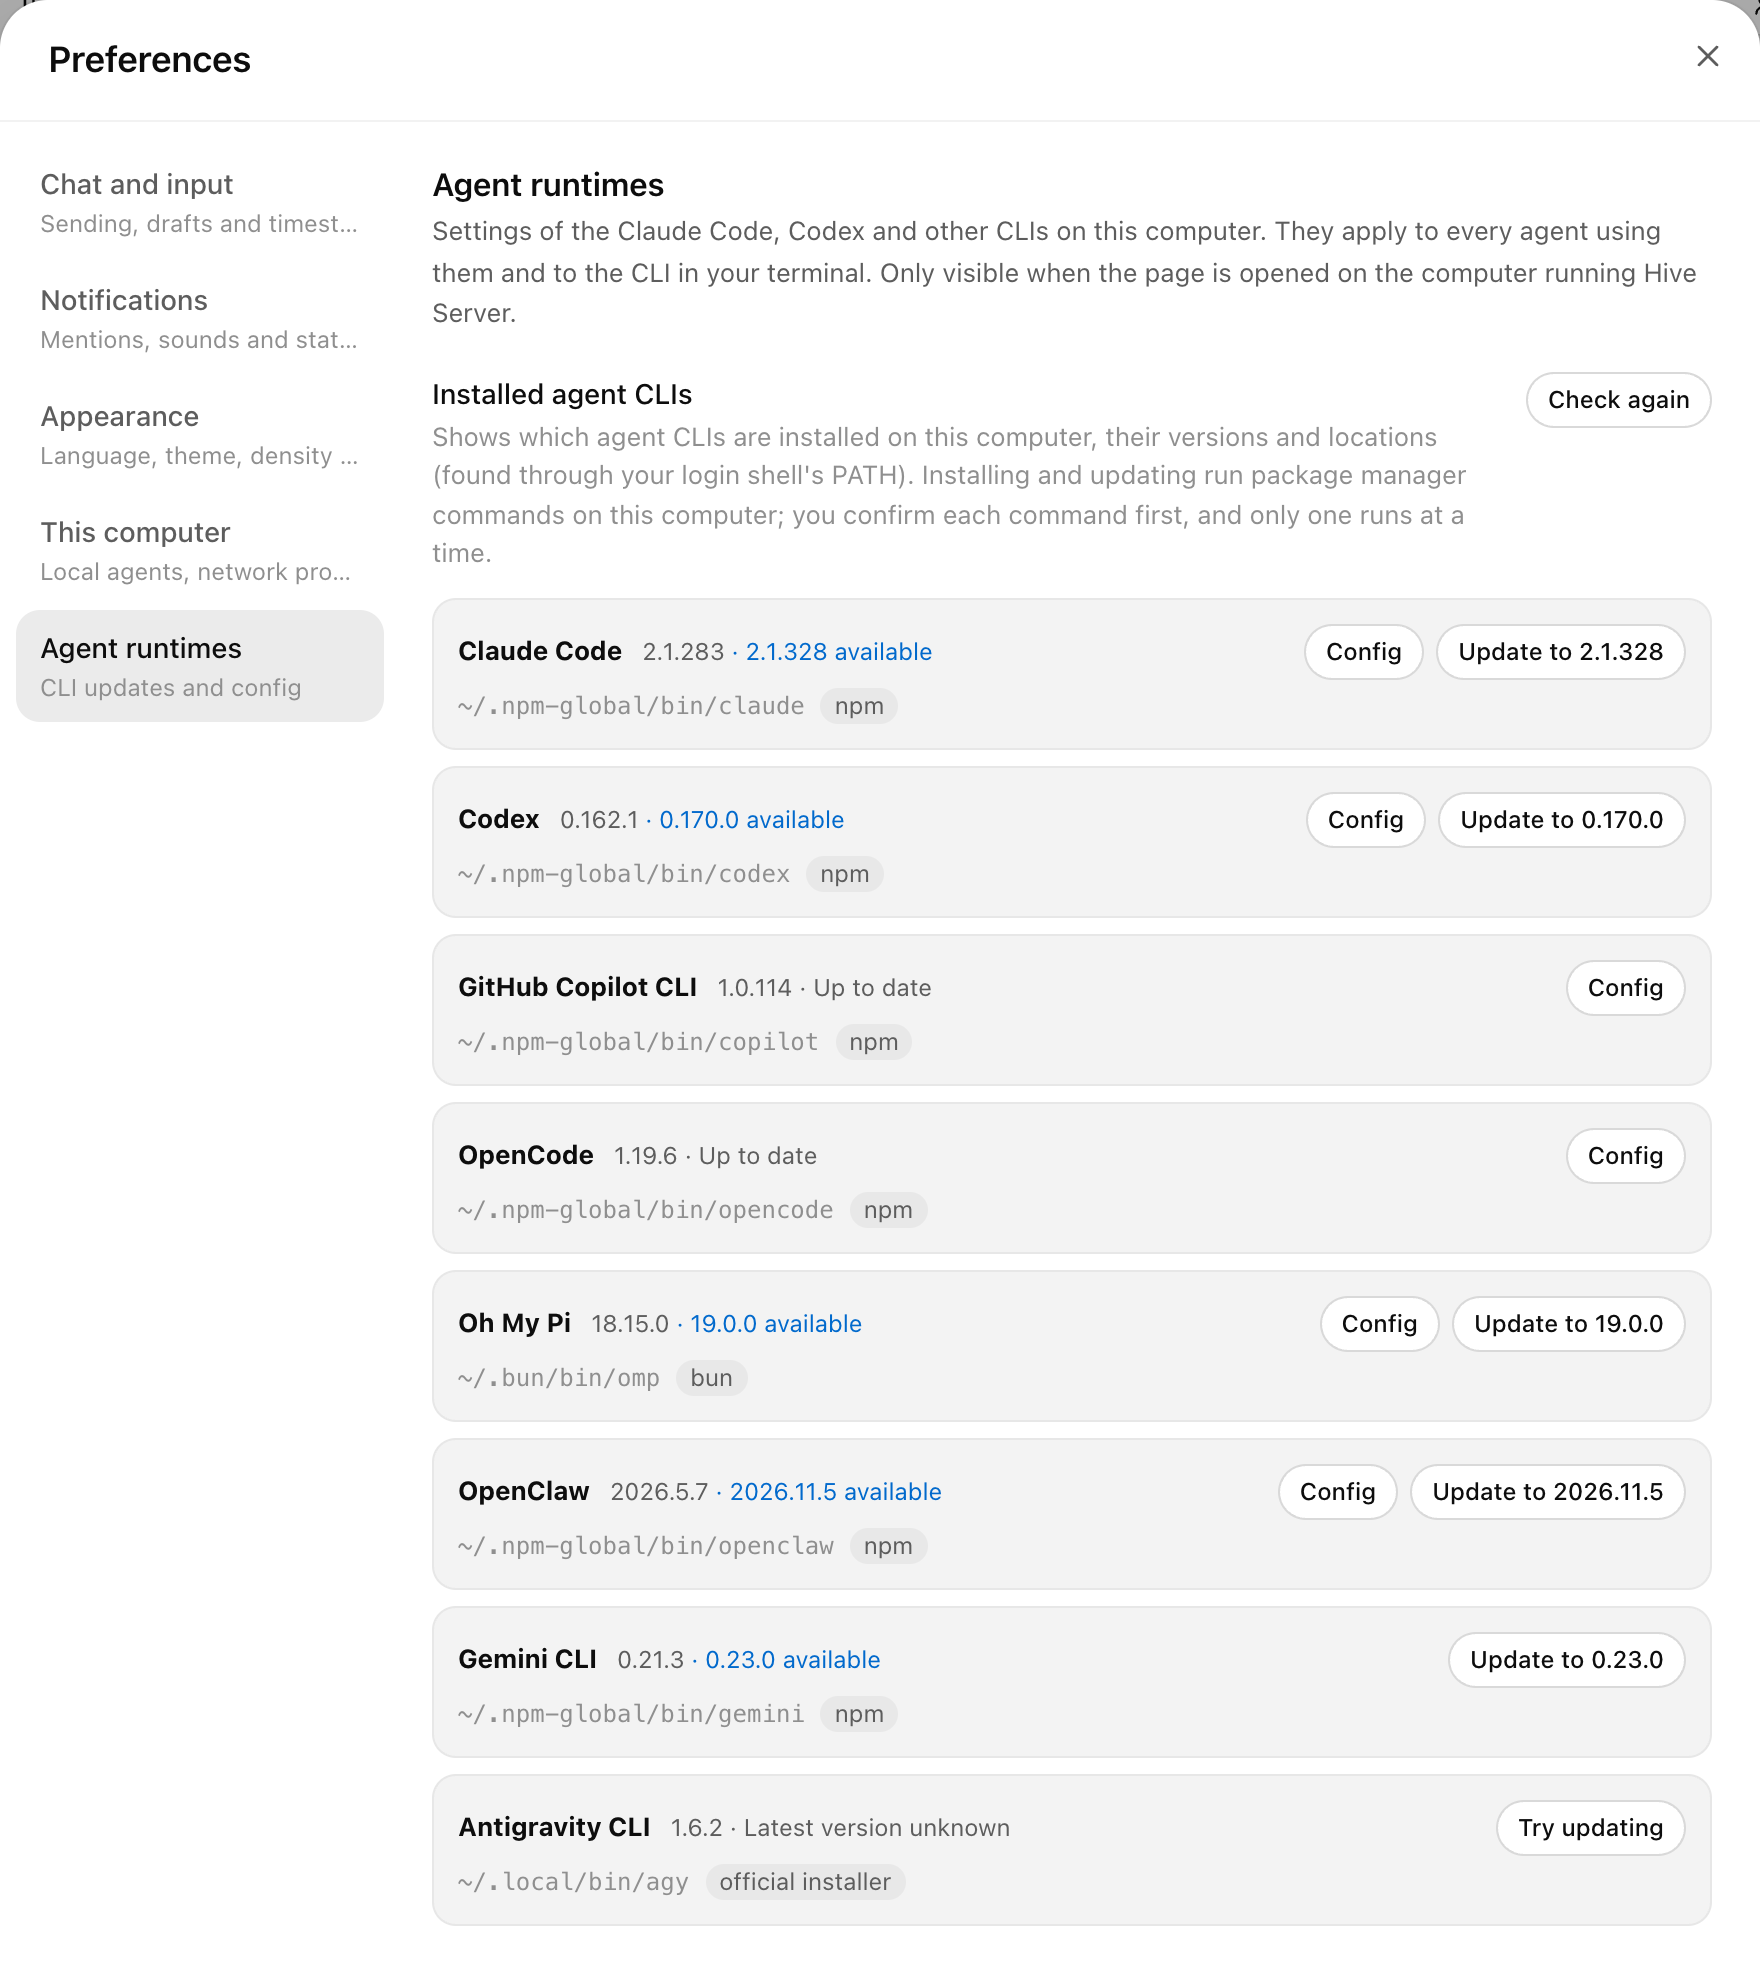 Preferences
Chat and input
Sending, drafts and timest...
Notifications
Mentions, sounds and stat...
Appearance
Language, theme, density ...
This computer
Local agents, network pro...
Agent runtimes
CLI updates and config
Agent runtimes
Settings of the Claude Code, Codex and other CLIs on this computer. They apply to every agent using
them and to the CLI in your terminal. Only visible when the page is opened on the computer running Hive
Server.
Installed agent CLIs
Check again
Shows which agent CLIs are installed on this computer, their versions and locations
(found through your login shell's PATH). Installing and updating run package manager
commands on this computer; you confirm each command first, and only one runs at a
time.
Claude Code 2.1.283 · 2.1.328 available Config Update to 2.1.328
~/.npm-global/bin/claude npm
Codex 0.162.1 · 0.170.0 available Config Update to 0.170.0
~/.npm-global/bin/codex npm
GitHub Copilot CLI 1.0.114 · Up to date Config
~/.npm-global/bin/copilot npm
OpenCode 1.19.6 · Up to date Config
~/.npm-global/bin/opencode npm
Oh My Pi 18.15.0 · 19.0.0 available Config Update to 19.0.0
~/.bun/bin/omp bun
OpenClaw 2026.5.7 · 2026.11.5 available Config Update to 2026.11.5
~/.npm-global/bin/openclaw npm
Gemini CLI 0.21.3 · 0.23.0 available Update to 0.23.0
~/.npm-global/bin/gemini npm
Antigravity CLI 1.6.2 · Latest version unknown Try updating
~/.local/bin/agy official installer